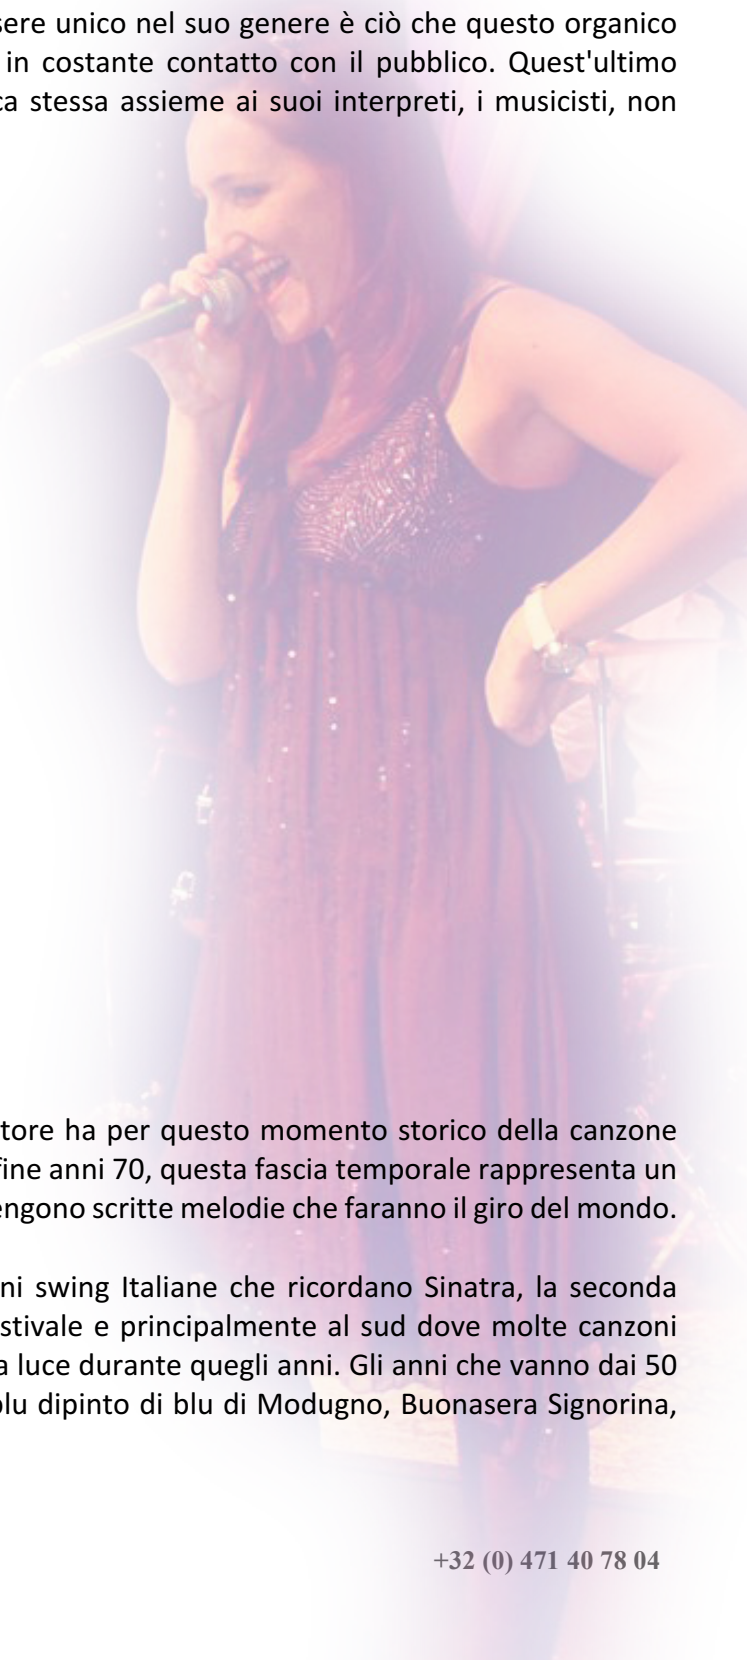 sere unico nel suo genere è ciò che questo organico
in costante contatto con il pubblico. Quest'ultimo
ca stessa assieme ai suoi interpreti, i musicisti, non
tore ha per questo momento storico della canzone
fine anni 70, questa fascia temporale rappresenta un
engono scritte melodie che faranno il giro del mondo.
ni swing Italiane che ricordano Sinatra, la seconda
stivale e principalmente al sud dove molte canzoni
a luce durante quegli anni. Gli anni che vanno dai 50
olu dipinto di blu di Modugno, Buonasera Signorina,
+32 (0) 471 40 78 04